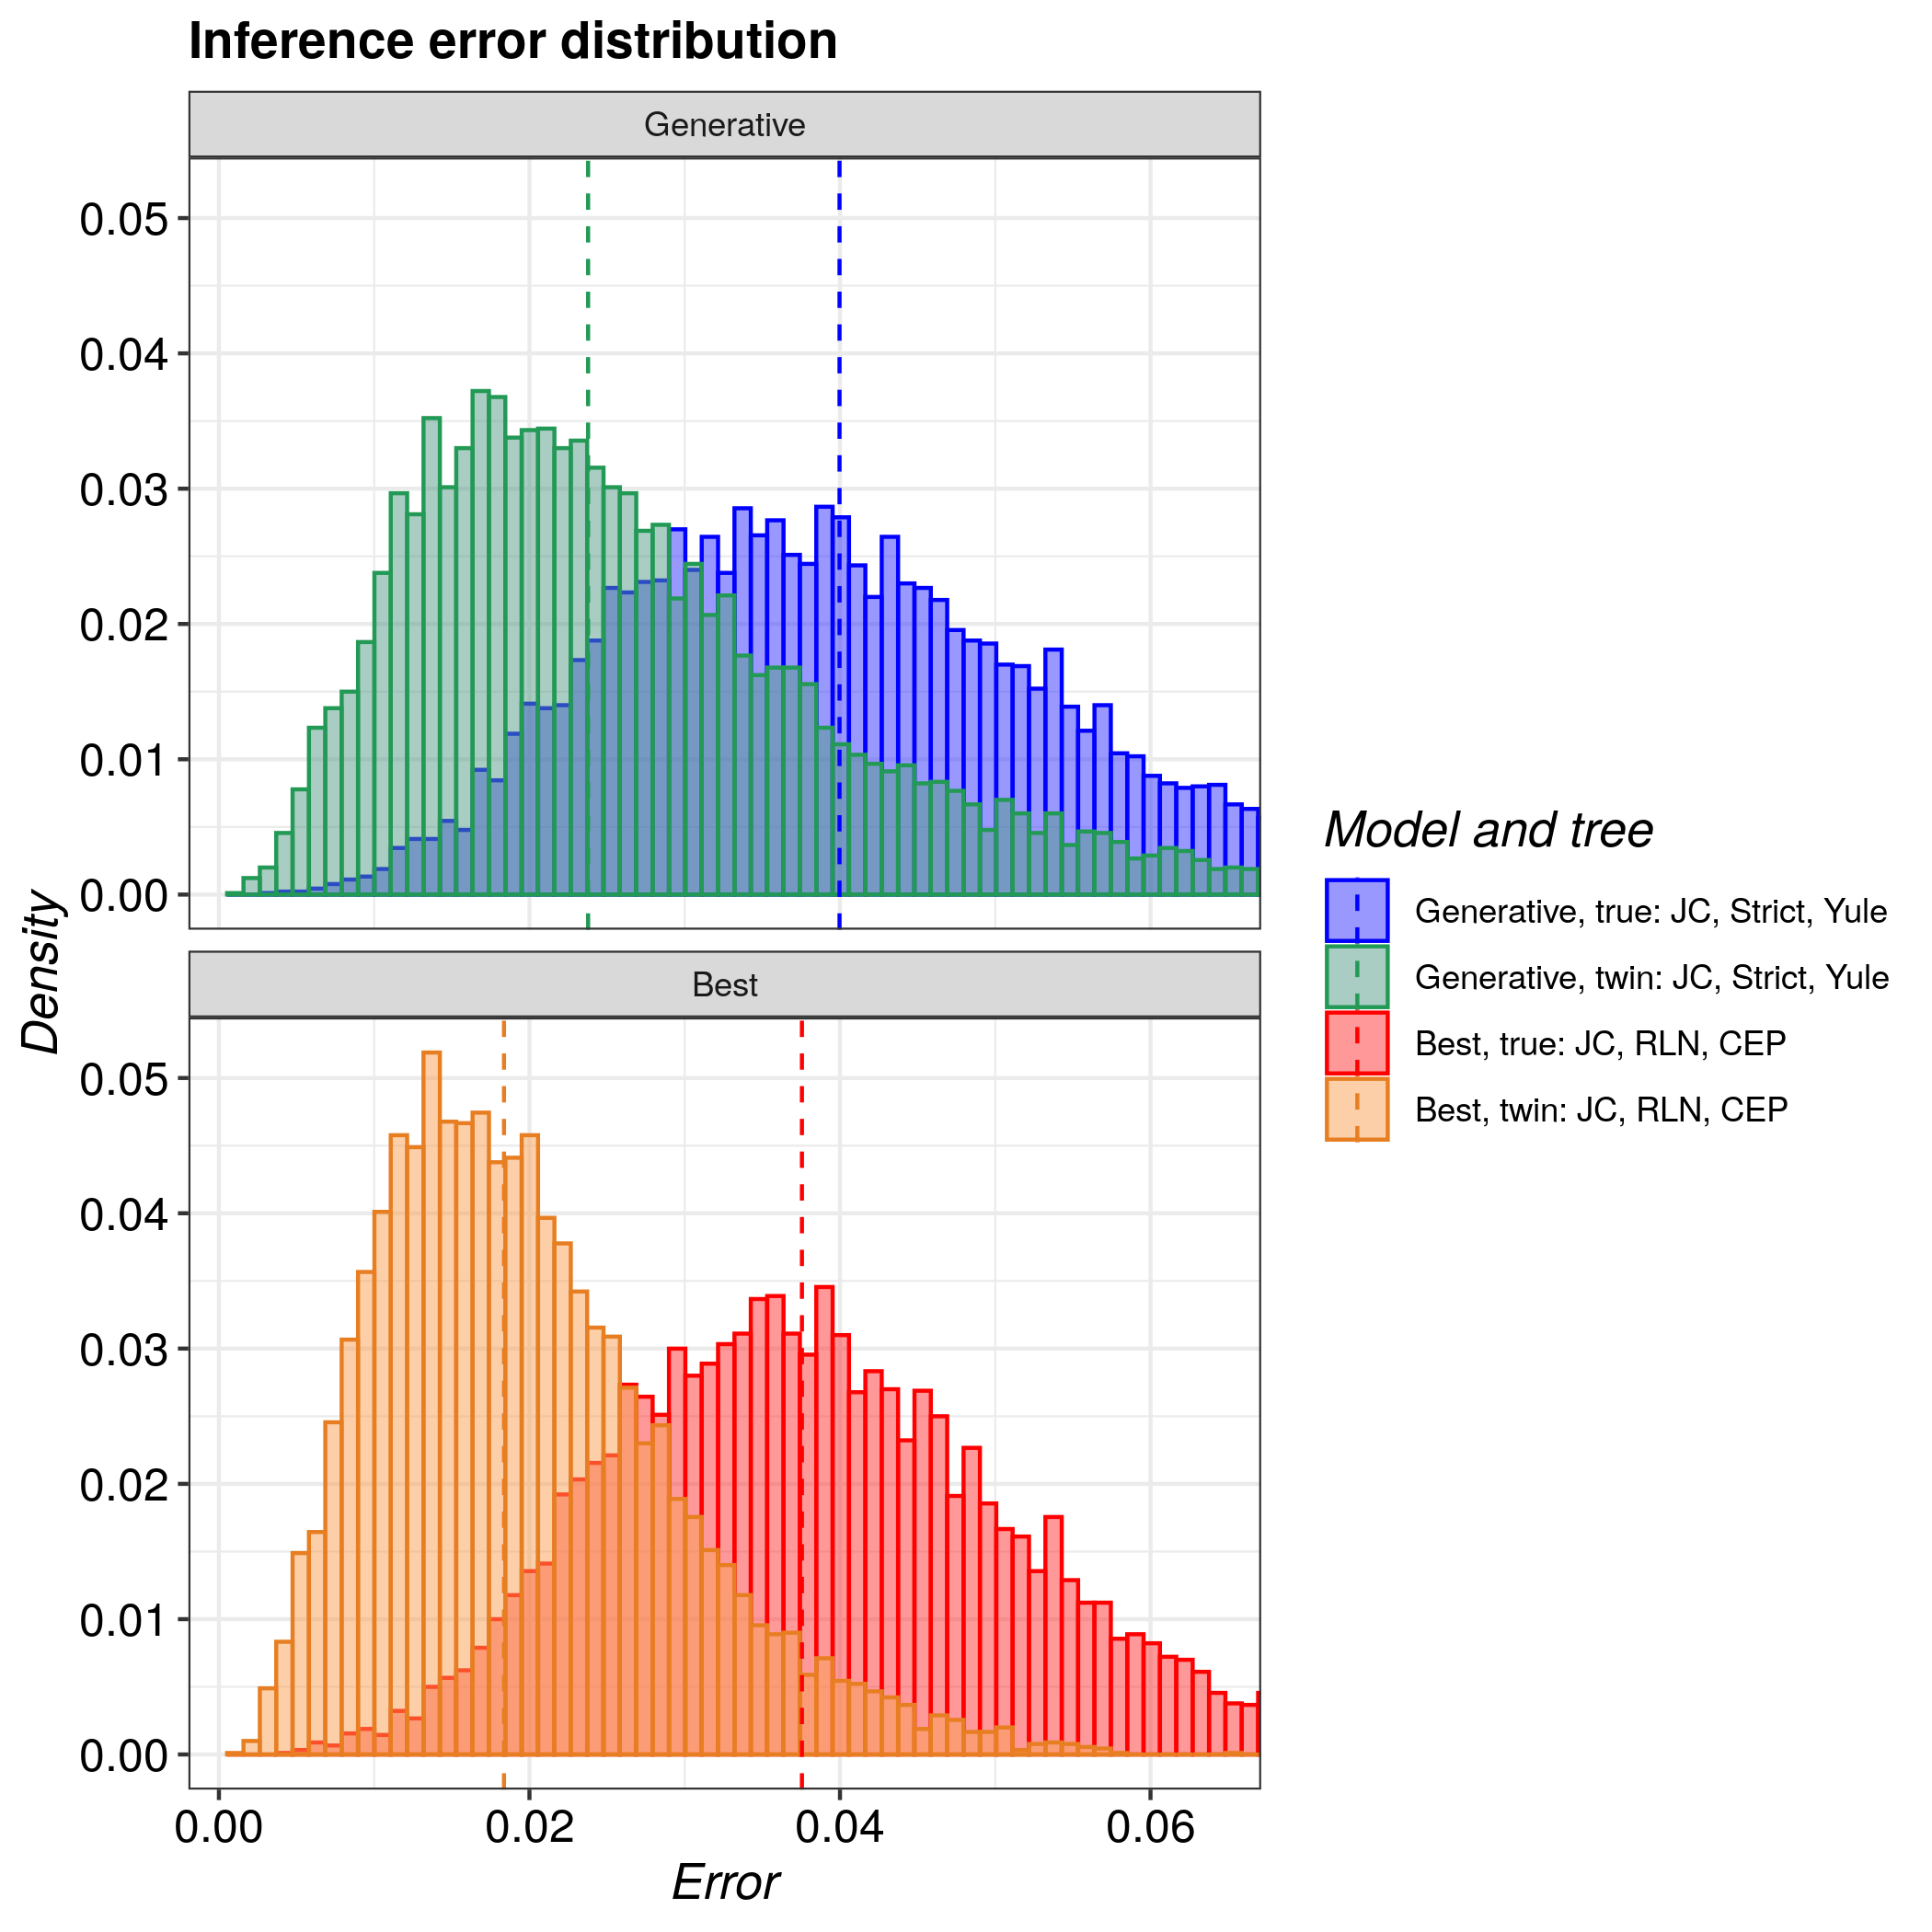 Inference error distribution
Generative
0.05
0.04
0.03
0.02
0.01
0.00
Density
Best
0.05
0.04
0.03
0.02
0.01
0.00
0.00 0.02 0.04 0.06
Error
Model and tree
Generative, true: JC, Strict, Yule
Generative, twin: JC, Strict, Yule
Best, true: JC, RLN, CEP
Best, twin: JC, RLN, CEP